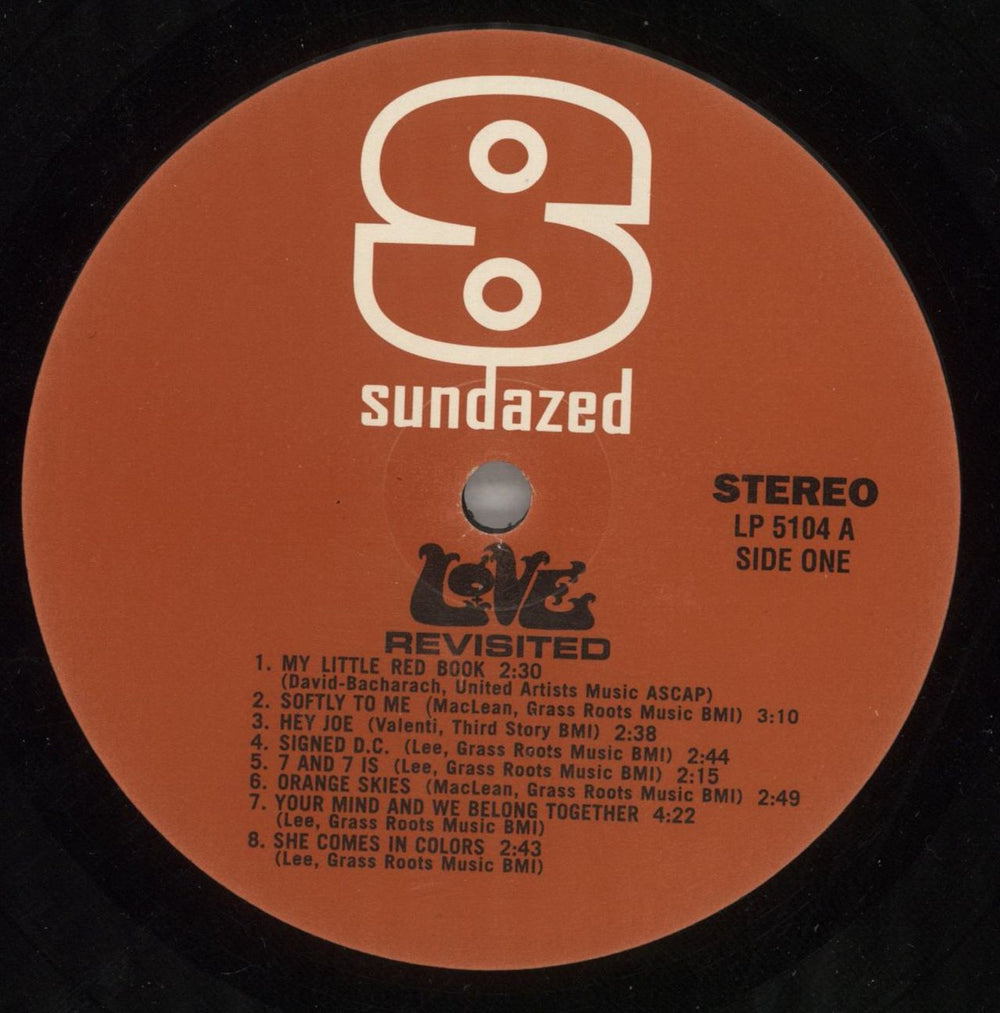 sundazed
STEREO
LP 5104 A
SIDE ONE
LOVE
REVISITED
1. MY LITTLE RED BOOK 2:30
(David-Bacharach, United Artists Music ASCAP)
2. SOFTLY TO ME (MacLean, Grass Roots Music BMI) 3:10
3. HEY JOE (Valenti, Third Story BMI) 2:38
4. SIGNED D.C. (Lee, Grass Roots Music BMI) 2:44
5. 7 AND 7 IS (Lee, Grass Roots Music BMI) 2:15
6. ORANGE SKIES (MacLean, Grass Roots Music BMI) 2:49
7. YOUR MIND AND WE BELONG TOGETHER 4:22
(Lee, Grass Roots Music BMI)
8. SHE COMES IN COLORS 2:43
(Lee, Grass Roots Music BMI)